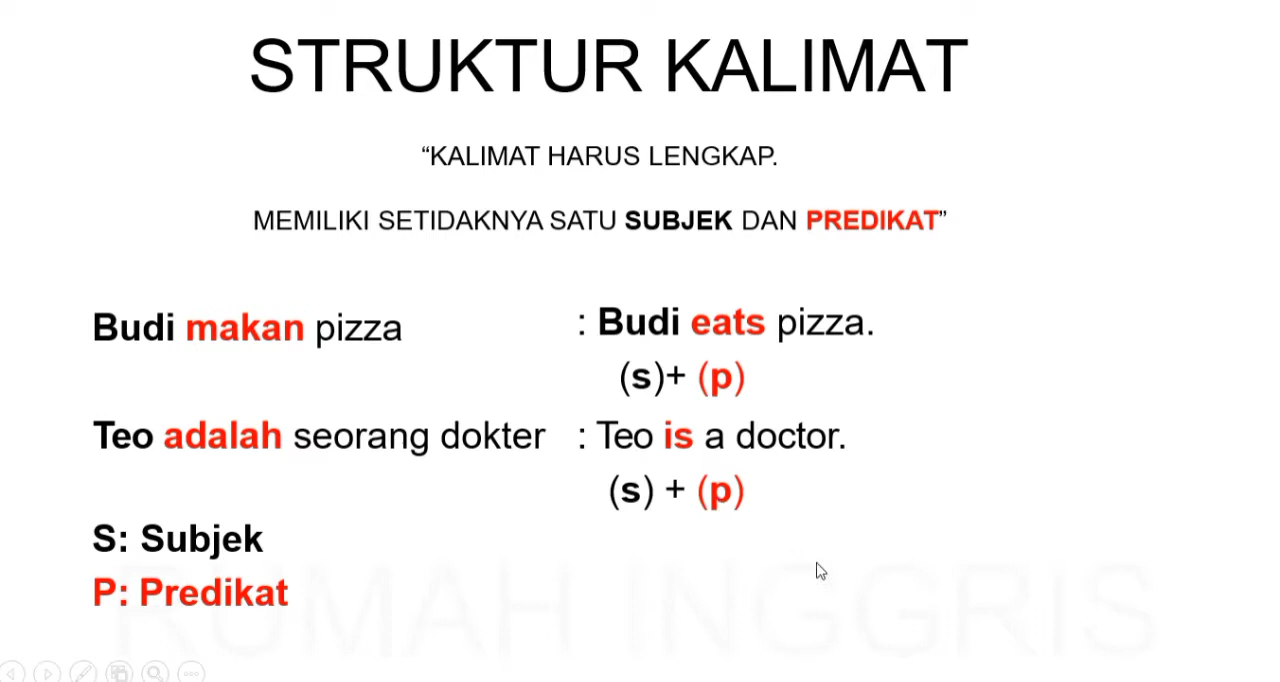 STRUKTUR KALIMAT
“KALIMAT HARUS LENGKAP.
MEMILIKI SETIDAKNYA SATU SUBJEK DAN PREDIKAT”
Budi makan pizza : Budi eats pizza.
(s)+ (p)
Teo adalah seorang dokter : Teo is a doctor.
(s) + (p)
S: Subjek
P: Predikat
RUMAH INGGRIS